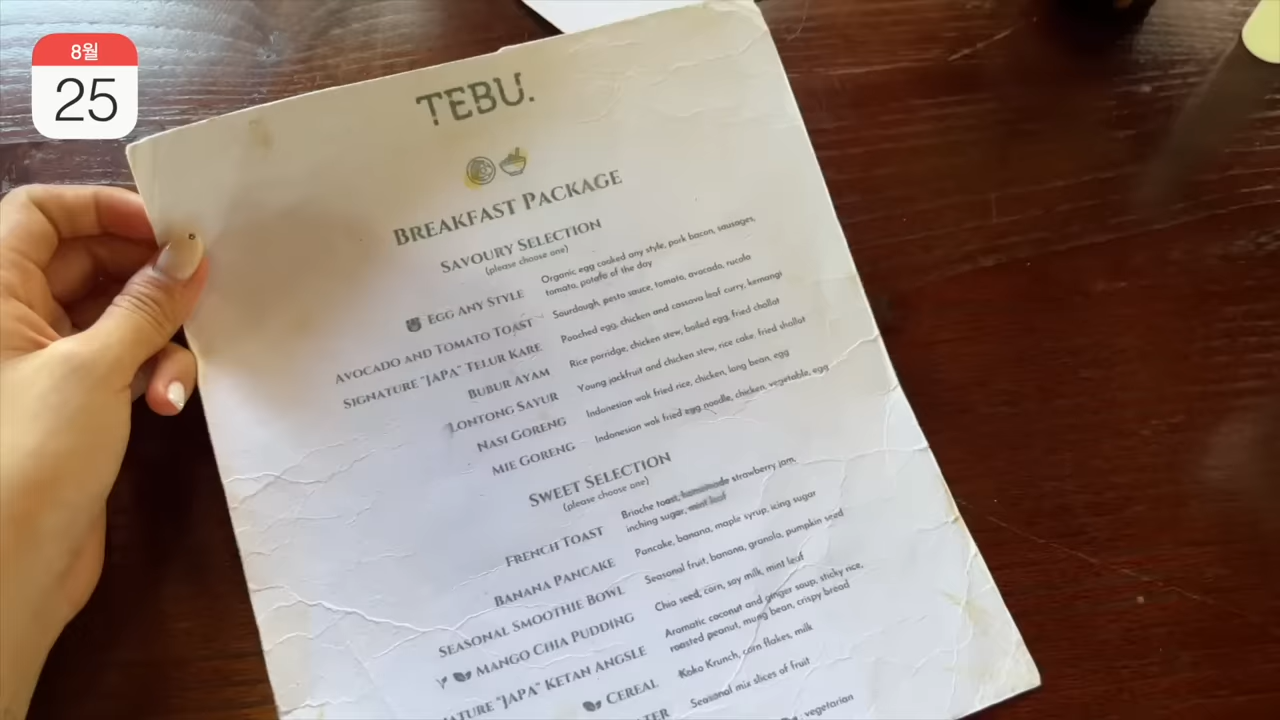 8월
25
TEBU.
BREAKFAST PACKAGE
SAVOURY SELECTION
(please choose one)
EGG ANY STYLE
Organic egg cooked any style, pork bacon, sausages,
tomato, potato of the day
AVOCADO AND TOMATO TOAST
Sourdough, pesto sauce, tomato, avocado, rucola
SIGNATURE "JAPA" TELUR KARE
Poached egg, chicken and cassava leaf curry, kemangi
BUBUR AYAM
Rice porridge, chicken stew, boiled egg, fried challot
LONTONG SAYUR
Young jackfruit and chicken stew, rice cake, fried shallot
NASI GORENG
Indonesian wok fried rice, chicken, long bean, egg
MIE GORENG
Indonesian wok fried egg noodle, chicken, vegetable, egg
SWEET SELECTION
(please choose one)
FRENCH TOAST
Brioche toast, homemade strawberry jam,
inching sugar, mint leaf
BANANA PANCAKE
Pancake, banana, maple syrup, icing sugar
SEASONAL SMOOTHIE BOWL
Seasonal fruit, banana, granola, pumpkin seed
MANGO CHIA PUDDING
Chia seed, corn, soy milk, mint leaf
NATURE "JAPA" KETAN ANGSLE
Aromatic coconut and ginger soup, sticky rice,
roasted peanut, mung bean, crispy bread
CEREAL
Koko Krunch, corn flakes, milk
Seasonal mix slices of fruit
vegetarian